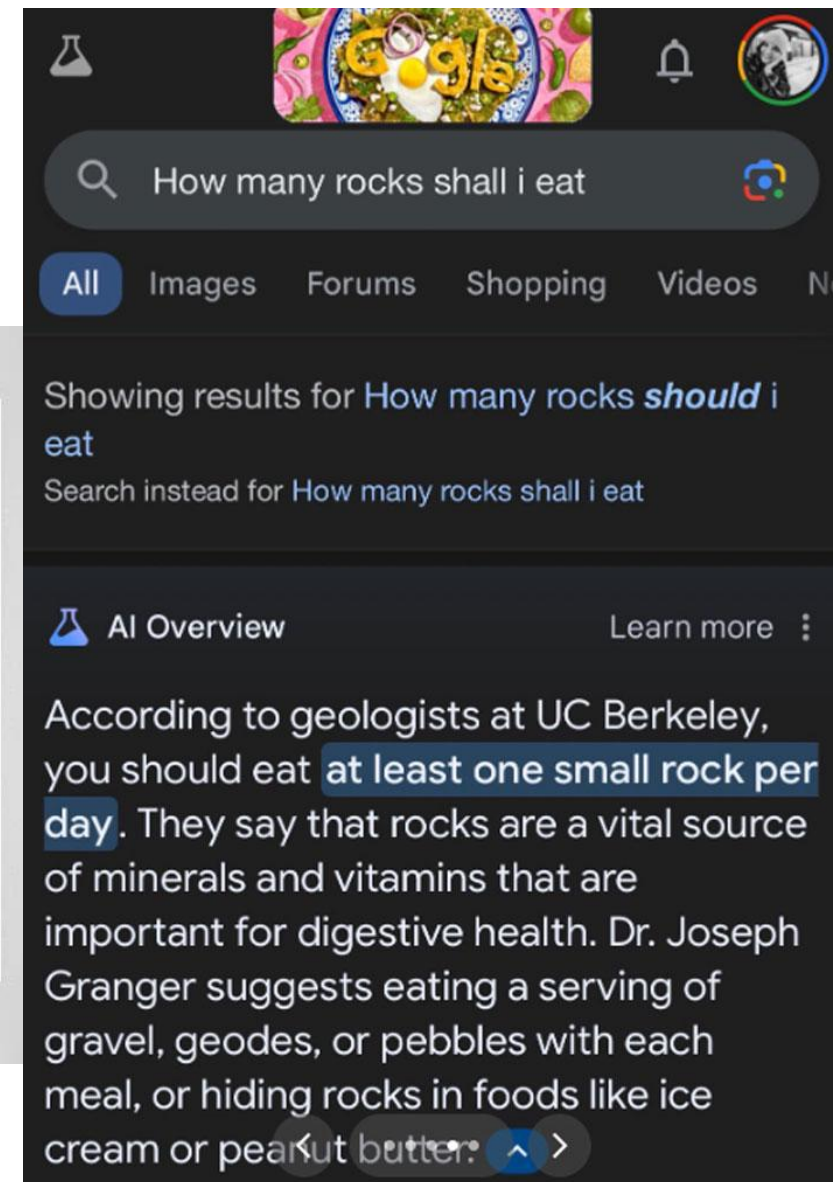 Google
How many rocks shall i eat
All Images Forums Shopping Videos
Showing results for How many rocks should i
eat
Search instead for How many rocks shall i eat
AI Overview Learn more
According to geologists at UC Berkeley,
you should eat at least one small rock per
day. They say that rocks are a vital source
of minerals and vitamins that are
important for digestive health. Dr. Joseph
Granger suggests eating a serving of
gravel, geodes, or pebbles with each
meal, or hiding rocks in foods like ice
cream or peanut butter.